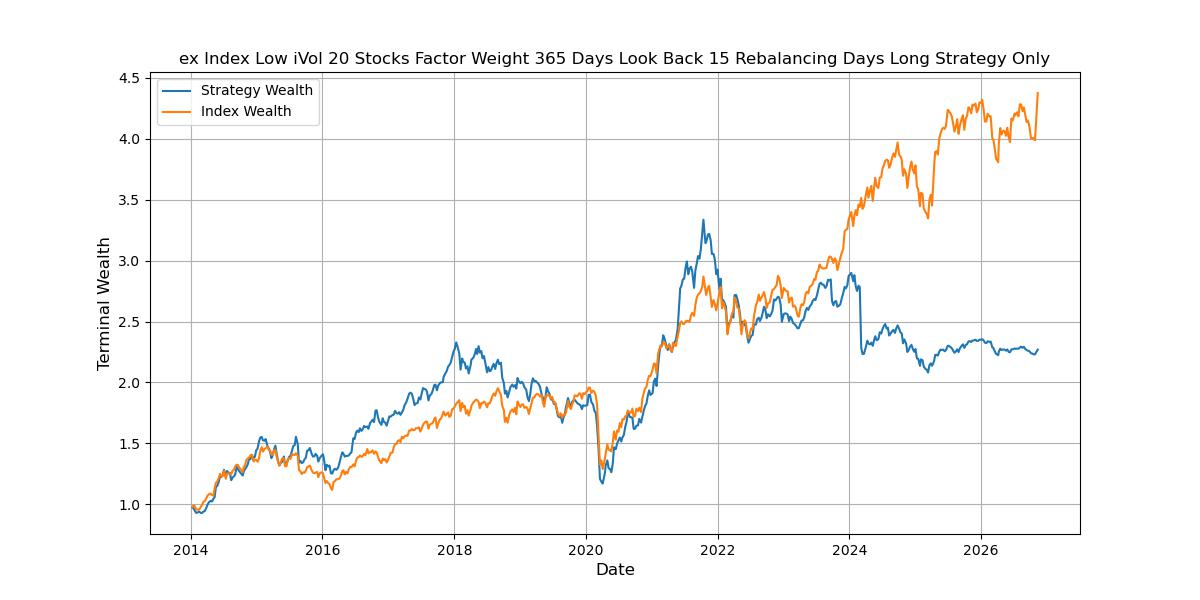 ex Index Low iVol 20 Stocks Factor Weight 365 Days Look Back 15 Rebalancing Days Long Strategy Only
Strategy Wealth
Index Wealth
4.5
4.0
3.5
3.0
2.5
2.0
1.5
1.0
Terminal Wealth
2014 2016 2018 2020 2022 2024 2026
Date